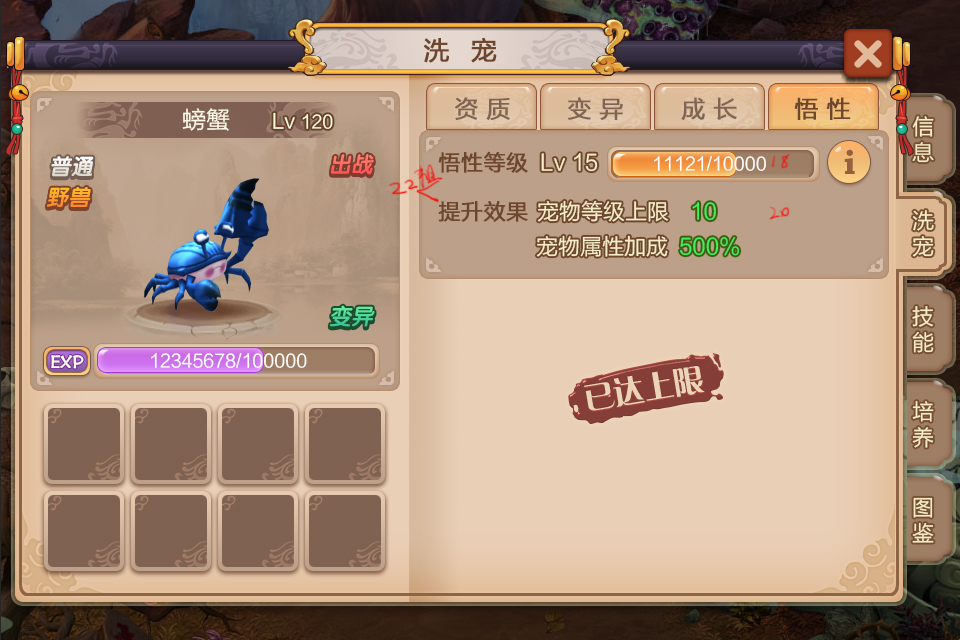 洗宠
螃蟹 Lv 120
普通
野兽
出战
变异
EXP 12345678/100000
资质 变异 成长 悟性
悟性等级 Lv 15 11121/10000 18
22粗
提升效果 宠物等级上限 10 20
宠物属性加成 500%
已达上限
信息
洗宠
技能
培养
图鉴